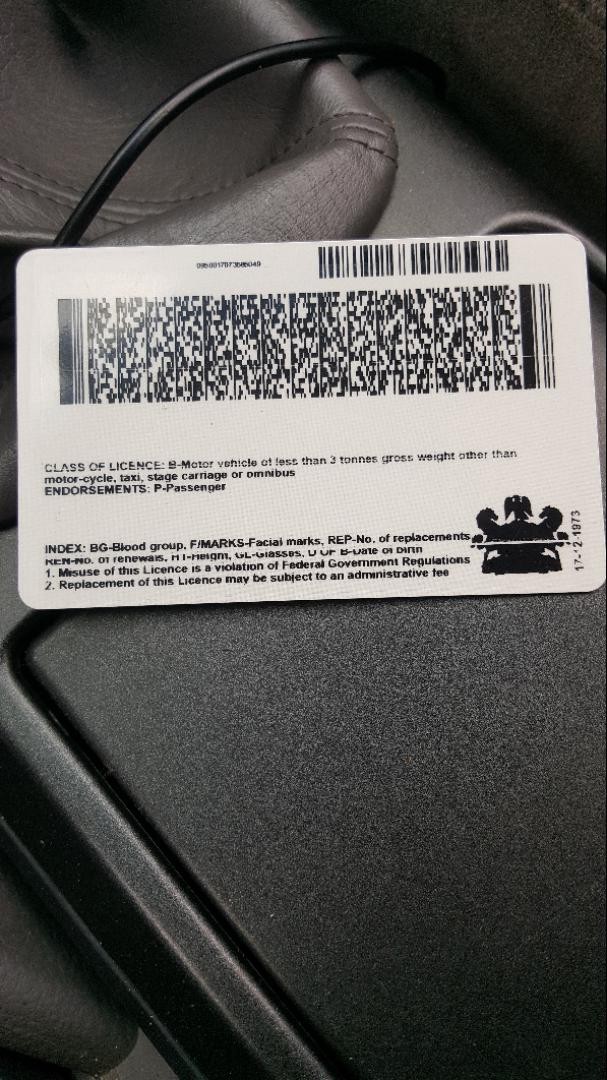 CLASS OF LICENCE: B-Motor vehicle of less than 3 tonnes gross weight other than
motor-cycle, taxi, stage carriage or omnibus
ENDORSEMENTS: P-Passenger
INDEX: BG-Blood group, F/MARKS-Facial marks, REP-No. of replacements
REN-No. of renewals, HT-Height, GL-Glasses, D OF B-Date of birth
1. Misuse of this Licence is a violation of Federal Government Regulations
2. Replacement of this Licence may be subject to an administrative fee
17-12-1973